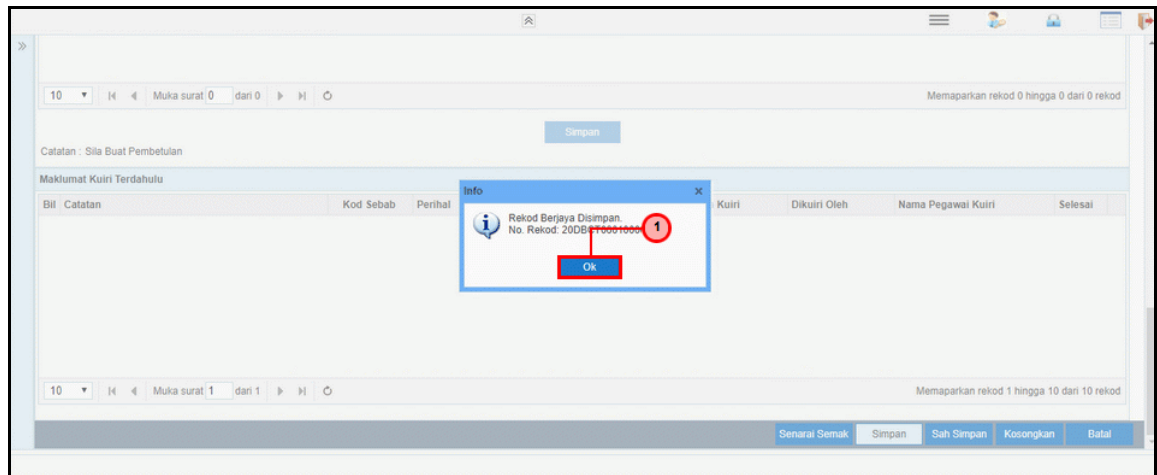 10 Muka surat 0 dari 0 Memaparkan rekod 0 hingga 0 dari 0 rekod
Simpan
Catatan : Sila Buat Pembetulan
Maklumat Kuiri Terdahulu
Bil Catatan Kod Sebab Perihal Kuiri Dikuiri Oleh Nama Pegawai Kuiri Selesai
Info
Rekod Berjaya Disimpan.
No. Rekod:
1
Ok
10 Muka surat 1 dari 1 Memaparkan rekod 1 hingga 10 dari 10 rekod
Senarai Semak Simpan Sah Simpan Kosongkan Batal